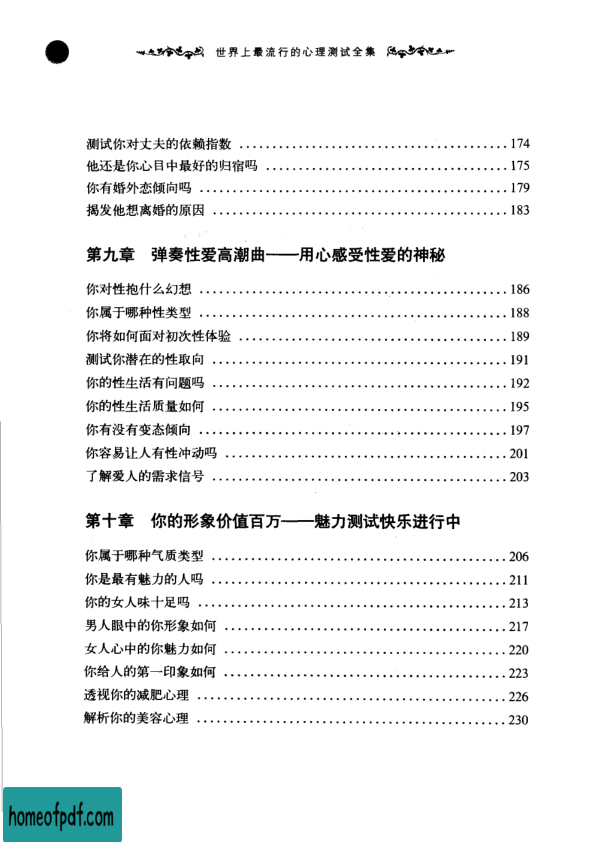 世界上最流行的心理测试全集
测试你对丈夫的依赖指数 ........................................ 174
他还是你心目中最好的归宿吗 ........................................ 175
你有婚外恋倾向吗 ........................................ 179
揭发他想离婚的原因 ........................................ 183
第九章 弹奏性爱高潮曲——用心感受性爱的神秘
你对性抱什么幻想 ........................................ 186
你属于哪种性类型 ........................................ 188
你将如何面对初次性体验 ........................................ 189
测试你潜在的性取向 ........................................ 191
你的性生活有问题吗 ........................................ 192
你的性生活质量如何 ........................................ 195
你有没有变态倾向 ........................................ 197
你容易让人有性冲动吗 ........................................ 201
了解爱人的需求信号 ........................................ 203
第十章 你的形象价值百万——魅力测试快乐进行中
你属于哪种气质类型 ........................................ 206
你是最有魅力的人吗 ........................................ 211
你的女人味十足吗 ........................................ 213
男人眼中的你形象如何 ........................................ 217
女人心中的你魅力如何 ........................................ 220
你给人的第一印象如何 ........................................ 223
透视你的减肥心理 ........................................ 226
解析你的美容心理 ........................................ 230
homeofpdf.com